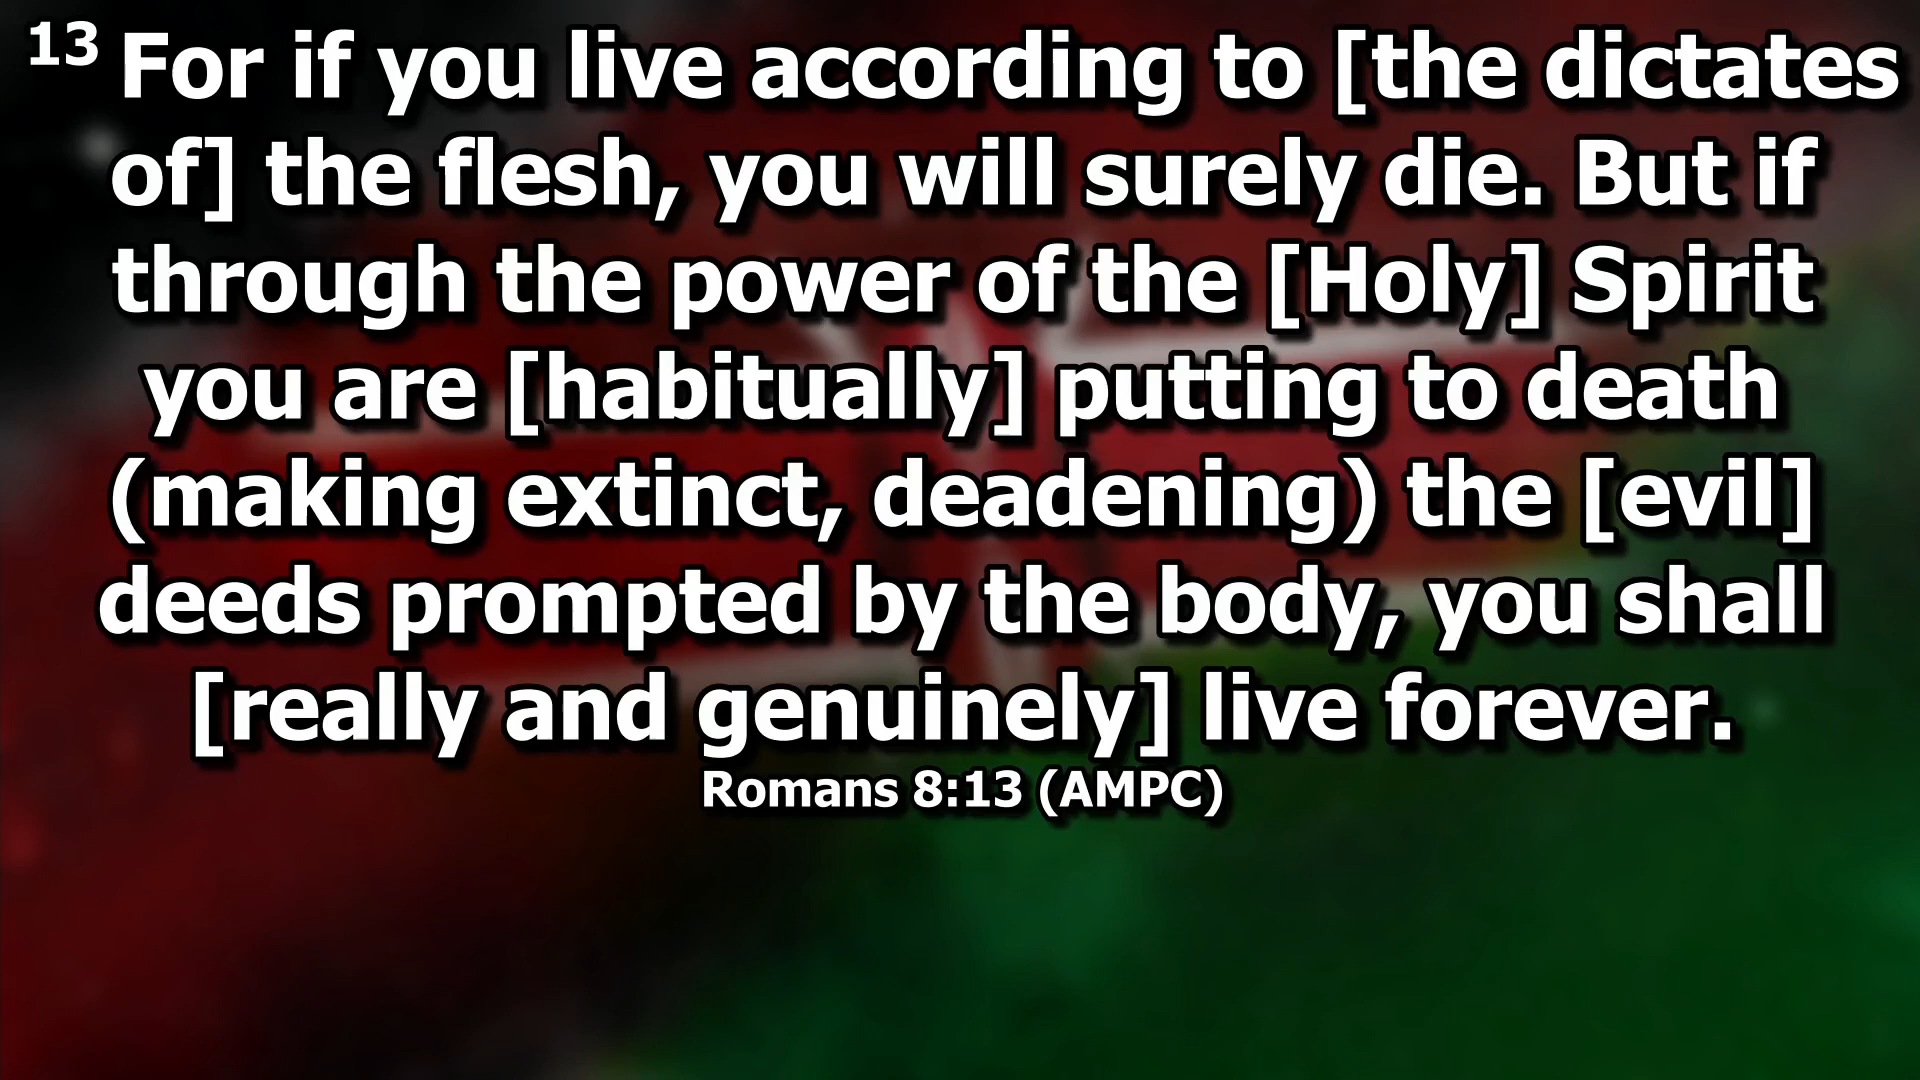 13 For if you live according to [the dictates
of] the flesh, you will surely die. But if
through the power of the [Holy] Spirit
you are [habitually] putting to death
(making extinct, deadening) the [evil]
deeds prompted by the body, you shall
[really and genuinely] live forever.
Romans 8:13 (AMPC)